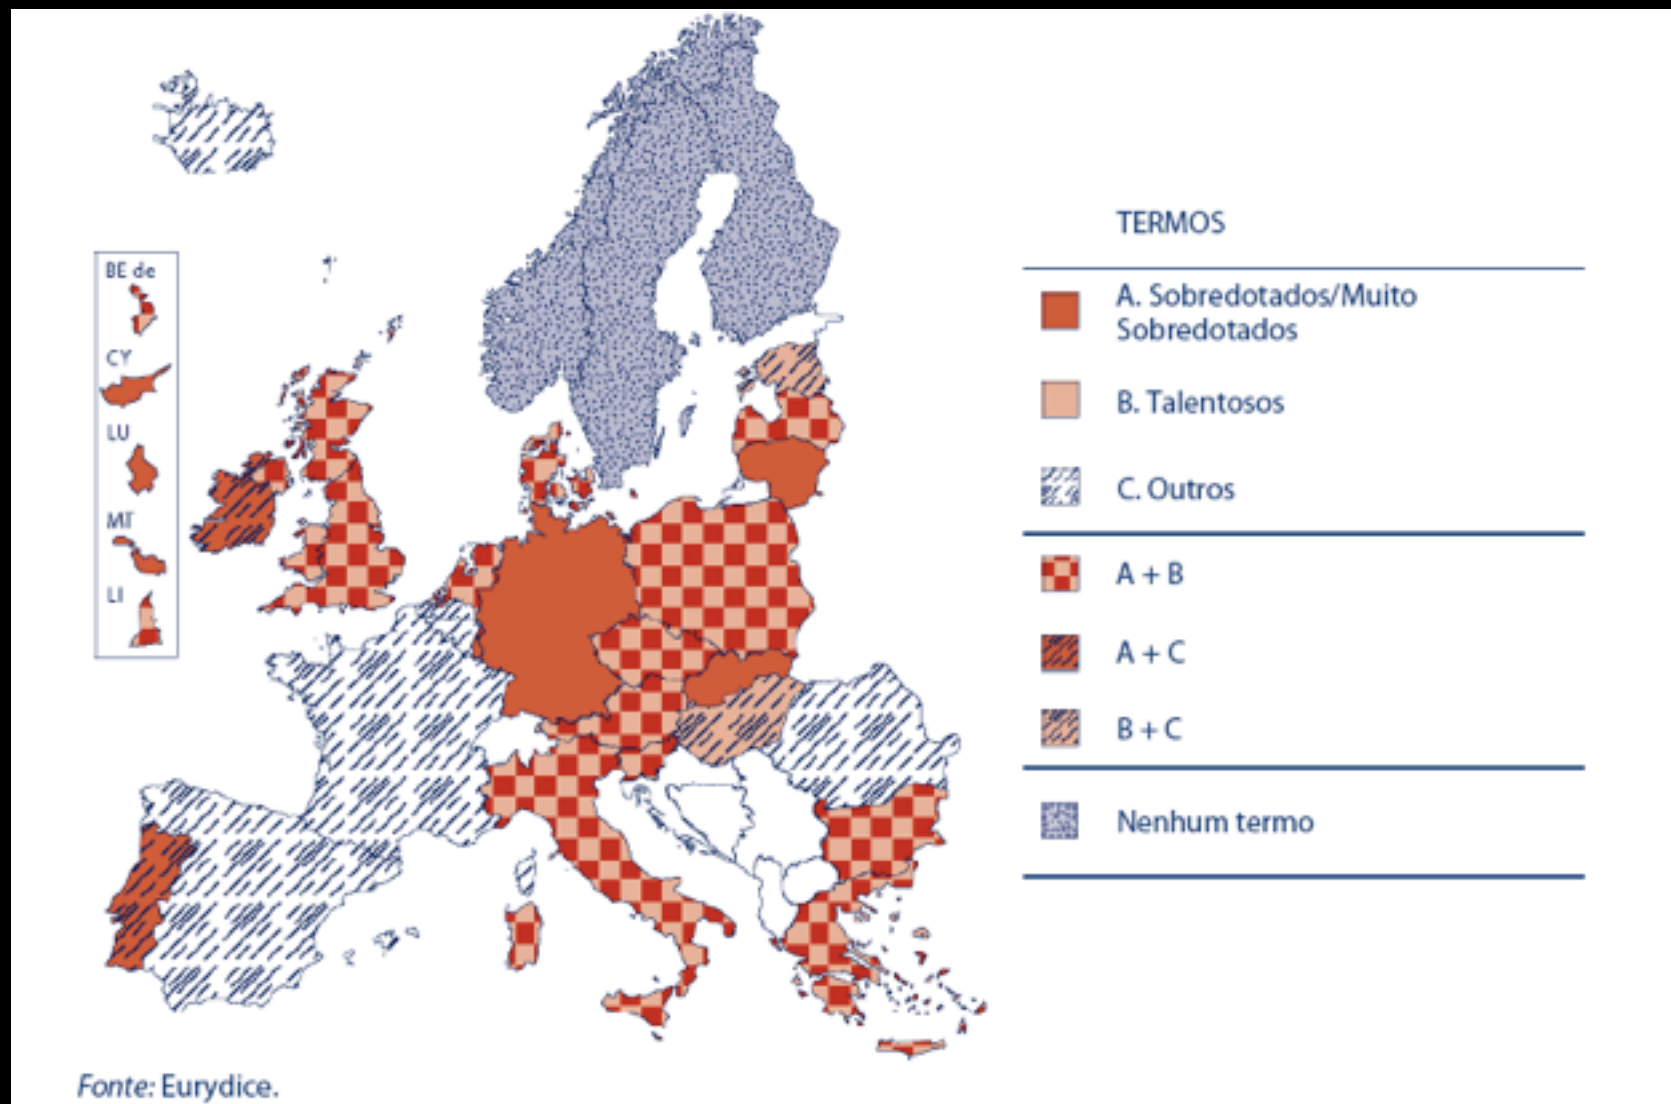 BE de
CY
LU
MT
LI
TERMOS
A. Sobredotados/Muito
Sobredotados
B. Talentosos
C. Outros
A + B
A + C
B + C
Nenhum termo
Fonte: Eurydice.